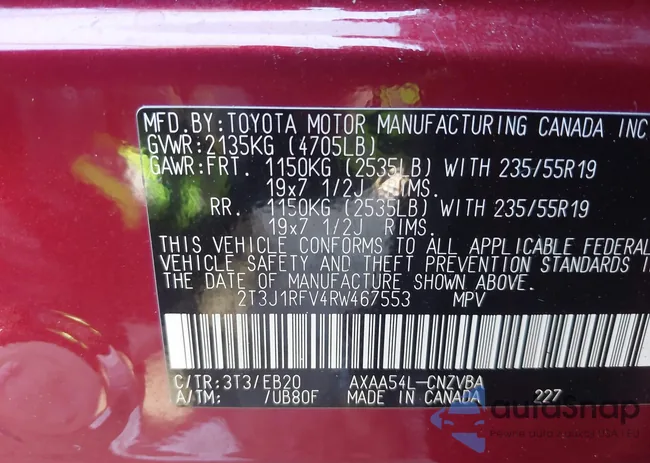 MFD.BY:TOYOTA MOTOR MANUFACTURING CANADA INC
GVWR:2135KG (4705LB)
GAWR:FRT. 1150KG (2535LB) WITH 235/55R19
19x7 1/2J RIMS.
RR. 1150KG (2535LB) WITH 235/55R19
19x7 1/2J RIMS.
THIS VEHICLE CONFORMS TO ALL APPLICABLE FEDERAL
VEHICLE SAFETY AND THEFT PREVENTION STANDARDS IN
THE DATE OF MANUFACTURE SHOWN ABOVE.
2T3J1RFV4RW467553 MPV
C/TR:3T3/EB20 AXAA54L-CNZVBA
A/TM: /UB80F MADE IN CANADA 227
autoSnap